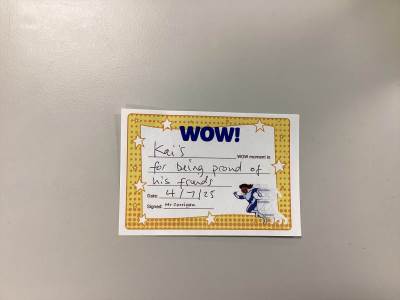 WOW!
Kai's WOW moment is
for being proud of
his friends
Date: 4/7/25
Signed: Mr Corrigan